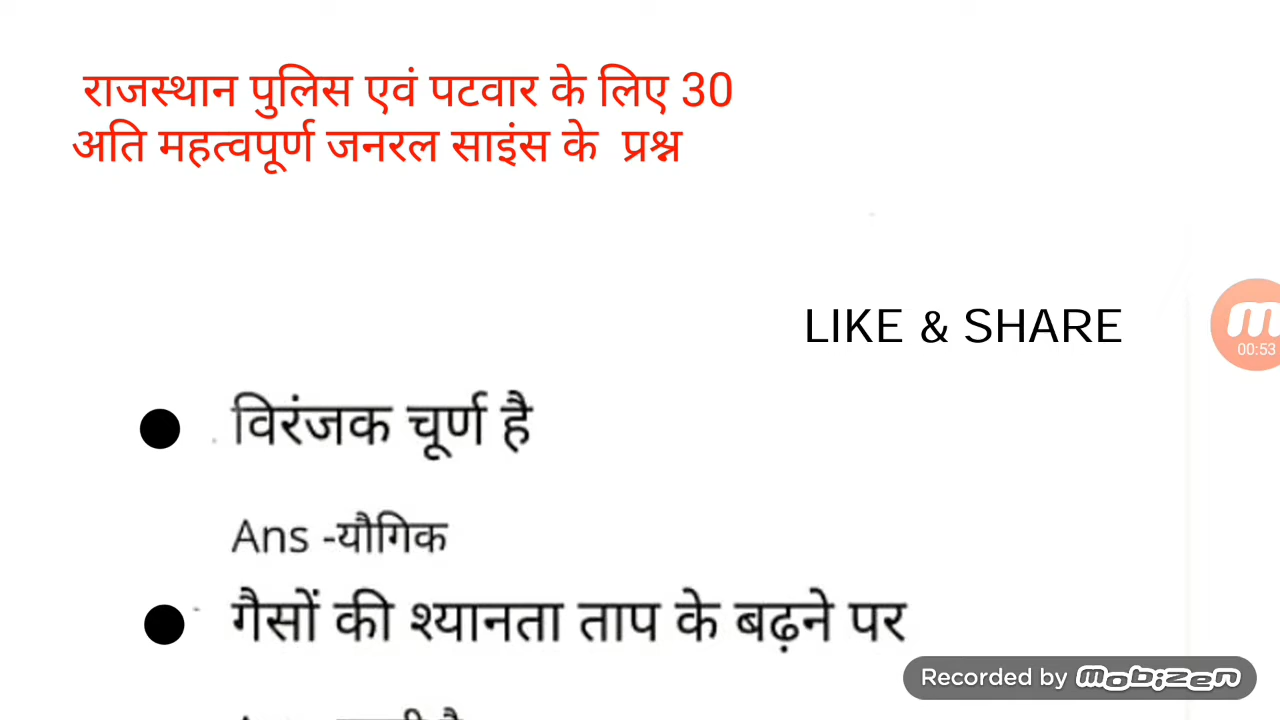 राजस्थान पुलिस एवं पटवार के लिए 30
अति महत्वपूर्ण जनरल साइंस के प्रश्न
LIKE & SHARE
00:53
विरंजक चूर्ण है
Ans -यौगिक
गैसों की श्यानता ताप के बढ़ने पर
Recorded by mobizen